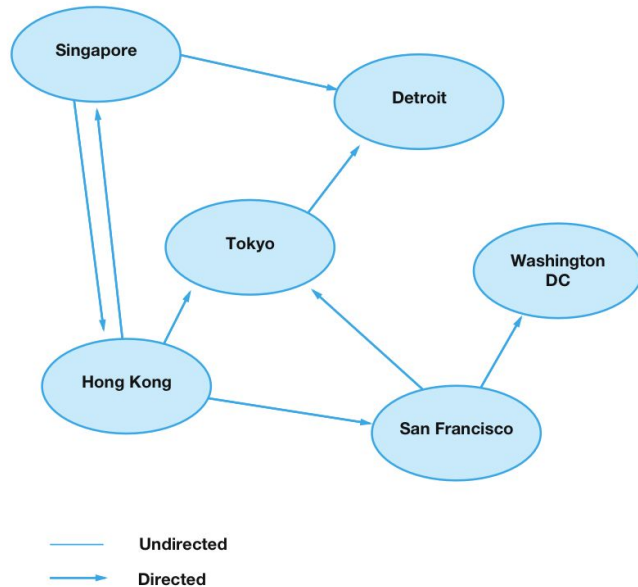 Singapore
Detroit
Tokyo
Washington
DC
Hong Kong
San Francisco
Undirected
Directed